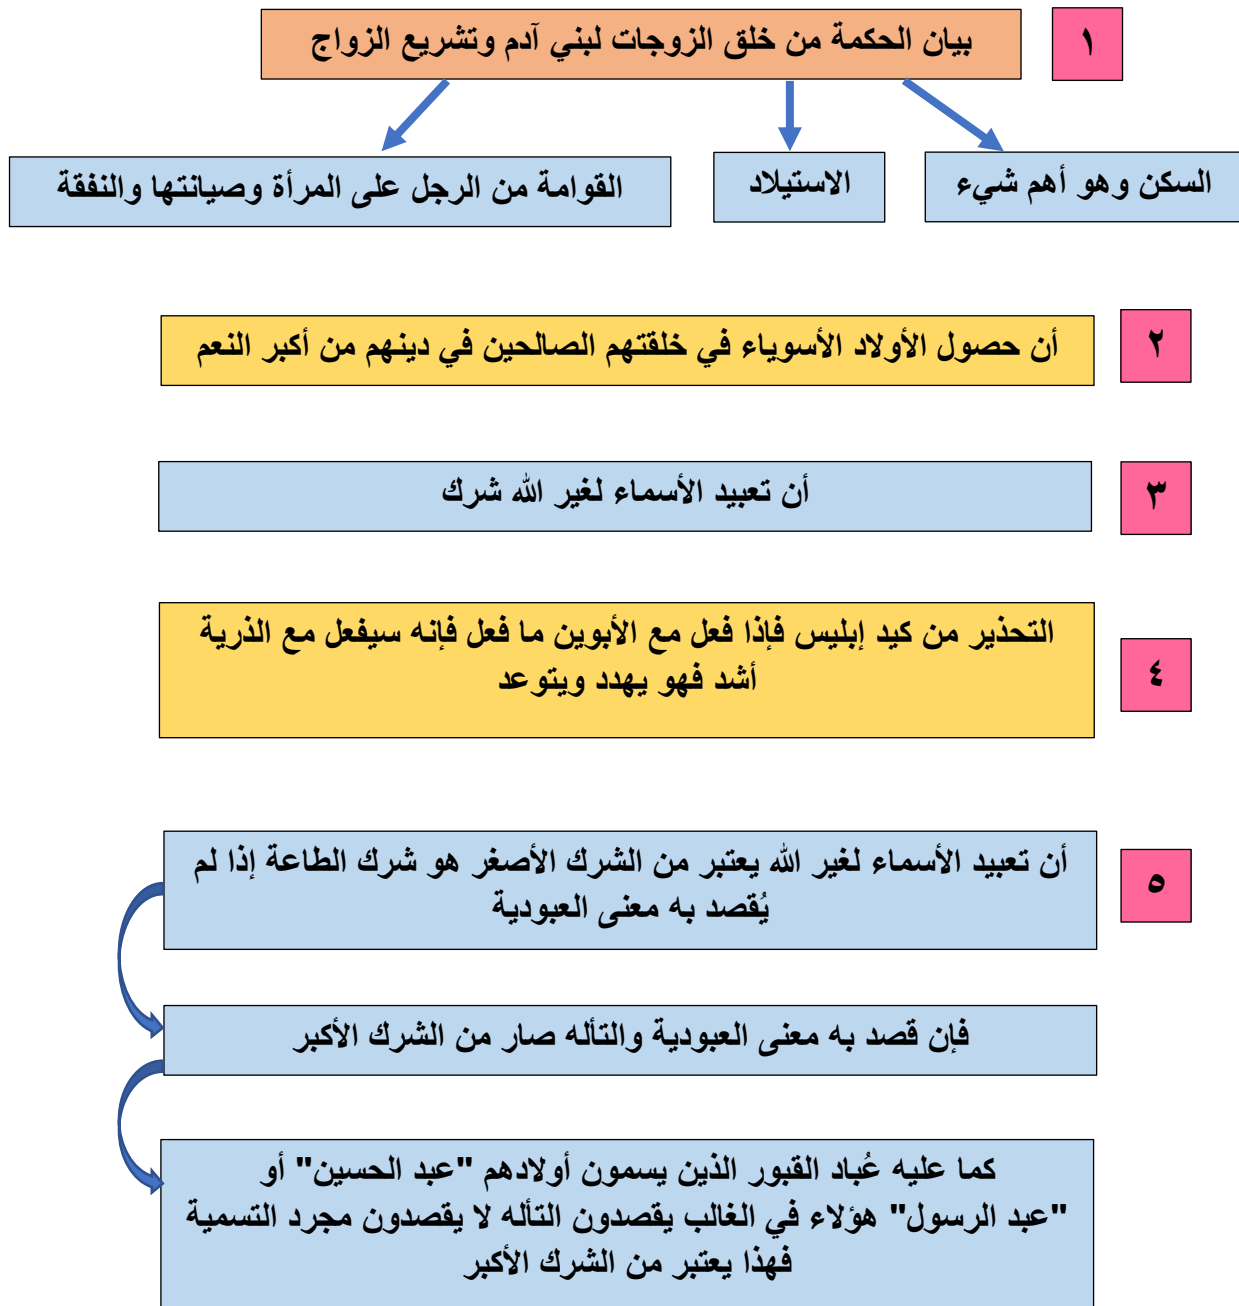 ١
بيان الحكمة من خلق الزوجات لبني آدم وتشريع الزواج
السكن وهو أهم شيء
الاستيلاد
القوامة من الرجل على المرأة وصيانتها والنفقة
٢
أن حصول الأولاد الأسوياء في خلقتهم الصالحين في دينهم من أكبر النعم
٣
أن تعبيد الأسماء لغير الله شرك
٤
التحذير من كيد إبليس فإذا فعل مع الأبوين ما فعل فإنه سيفعل مع الذرية
أشد فهو يهدد ويتوعد
٥
أن تعبيد الأسماء لغير الله يعتبر من الشرك الأصغر هو شرك الطاعة إذا لم
يُقصد به معنى العبودية
فإن قصد به معنى العبودية والتأله صار من الشرك الأكبر
كما عليه عُباد القبور الذين يسمون أولادهم "عبد الحسين" أو
"عبد الرسول" هؤلاء في الغالب يقصدون التأله لا يقصدون مجرد التسمية
فهذا يعتبر من الشرك الأكبر